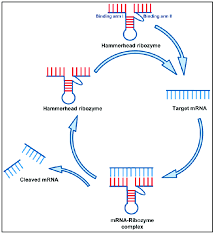 Binding arm I Binding arm II
Hammerhead ribozyme
Hammerhead ribozyme
Target mRNA
Cleaved mRNA
mRNA-Ribozyme
complex